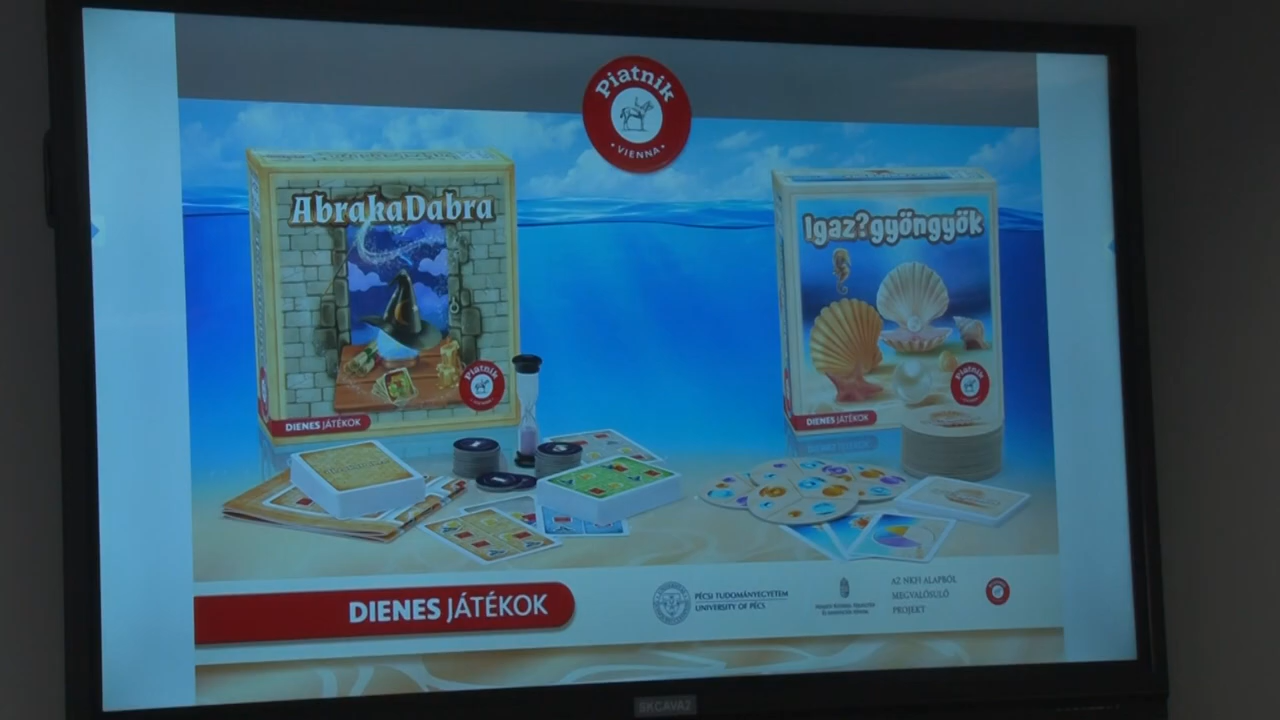 Piatnik
• VIENNA •
AbrakaDabra
Piatnik
DIENES JÁTÉKOK
Igaz?gyöngyök
Piatnik
DIENES JÁTÉKOK
DIENES JÁTÉKOK
PÉCSI TUDOMÁNYEGYETEM
UNIVERSITY OF PÉCS
AZ NKFI ALAPBÓL
MEGVALÓSULÓ
PROJEKT
SKCAVA2